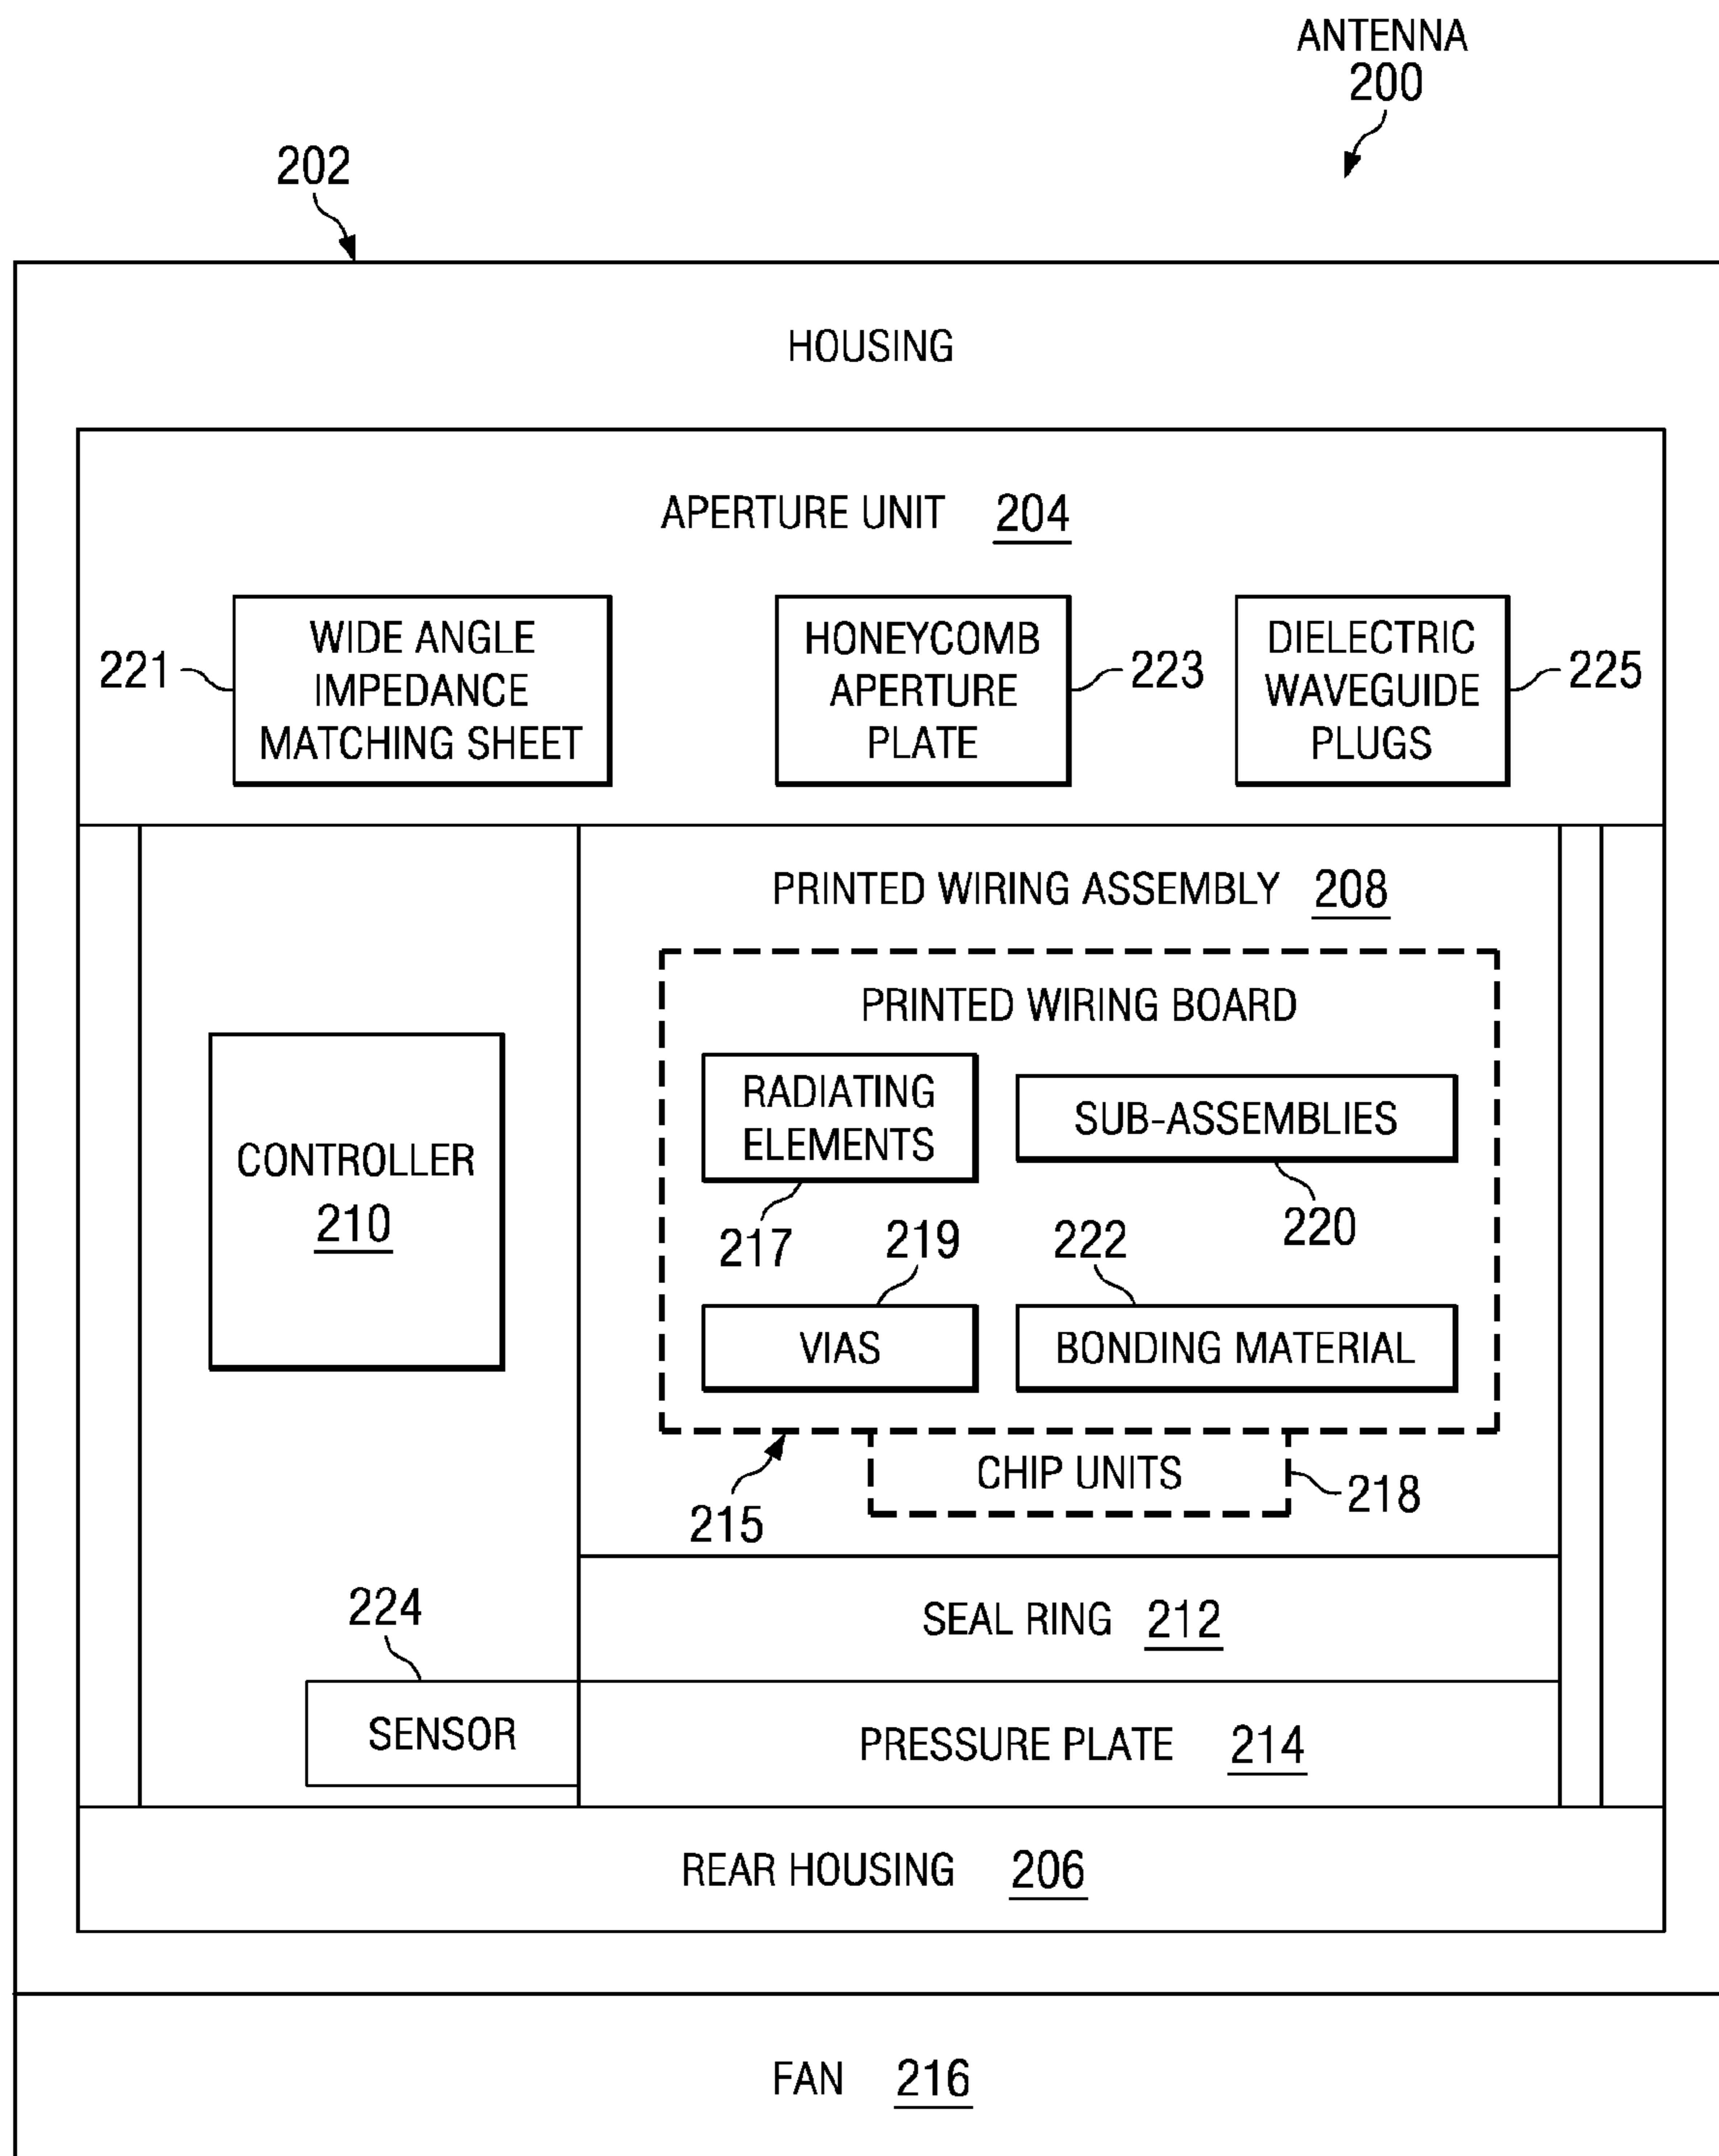 ANTENNA
200
202
HOUSING
APERTURE UNIT 204
221
WIDE ANGLE
IMPEDANCE
MATCHING SHEET
HONEYCOMB
APERTURE
PLATE
223
DIELECTRIC
WAVEGUIDE
PLUGS
225
PRINTED WIRING ASSEMBLY 208
PRINTED WIRING BOARD
RADIATING
ELEMENTS
217
SUB-ASSEMBLIES
220
CONTROLLER
210
219
VIAS
222
BONDING MATERIAL
215
CHIP UNITS
218
SEAL RING 212
224
SENSOR
PRESSURE PLATE 214
REAR HOUSING 206
FAN 216